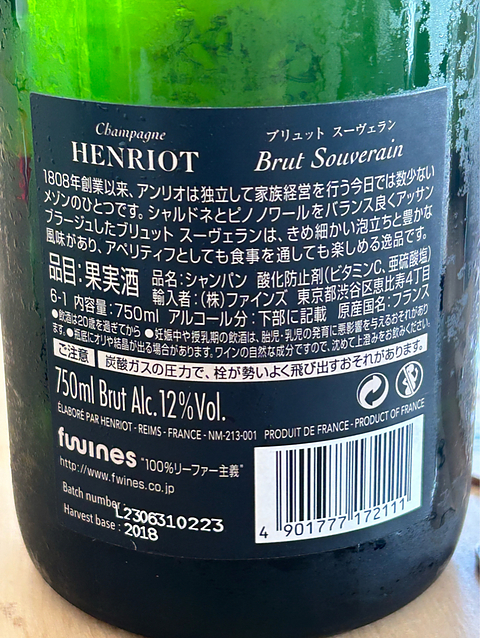 Champagne
HENRIOT
ブリュット スーヴェラン
Brut Souverain
1808年創業以来、アンリオは独立して家族経営を行う今日では数少ない
メゾンのひとつです。シャルドネとピノ ノワールをバランス良くアッサン
ブラージュしたブリュット スーヴェランは、きめ細かい泡立ちと豊かな
風味があり、アペリティフとしても食事を通しても楽しめる逸品です。
品目:果実酒 品名:シャンパン 酸化防止剤(ビタミンC、亜硫酸塩)
輸入者:(株)ファインズ 東京都渋谷区恵比寿4丁目
6-1 内容量:750ml アルコール分:下部に記載 原産国名:フランス
●飲酒は20歳を過ぎてから ●妊娠中や授乳期の飲酒は、胎児・乳児の発育に悪影響を与えるおそれがあり
ます。●瓶底にオリや結晶が出る場合があります。ワインの自然な成分ですので、沈めて上澄みをお飲みください。
ご注意 炭酸ガスの圧力で、栓が勢いよく飛び出すおそれがあります。
750ml Brut Alc. 12%Vol.
ÉLABORÉ PAR HENRIOT - REIMS - FRANCE - NM-213-001 PRODUIT DE FRANCE - PRODUCT OF FRANCE
fwines "100%リーファー主義"
http://www.fwines.co.jp
Batch number: L2306310223
Harvest base : 2018
4 901777 172111